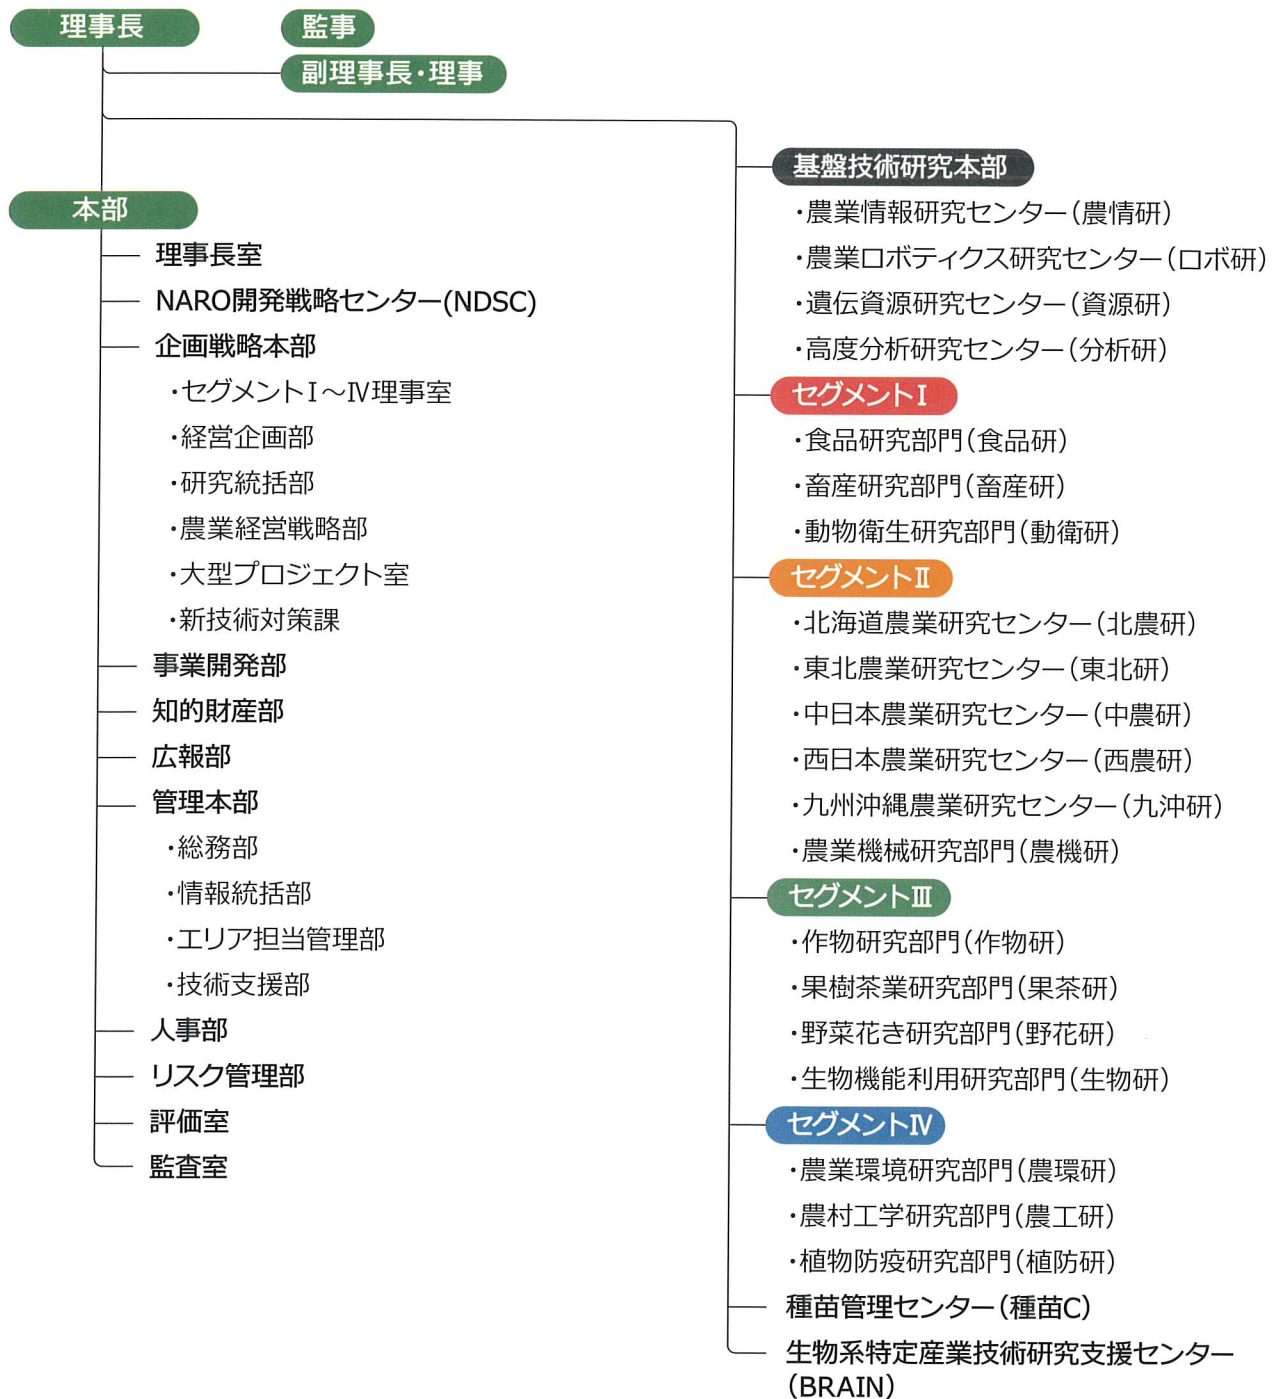 理事長
監事
副理事長・理事
本部
理事長室
NARO開発戦略センター(NDSC)
企画戦略本部
・セグメントⅠ～Ⅳ理事室
・経営企画部
・研究統括部
・農業経営戦略部
・大型プロジェクト室
・新技術対策課
事業開発部
知的財産部
広報部
管理本部
・総務部
・情報統括部
・エリア担当管理部
・技術支援部
人事部
リスク管理部
評価室
監査室
基盤技術研究本部
・農業情報研究センター(農情研)
・農業ロボティクス研究センター(ロボ研)
・遺伝資源研究センター(資源研)
・高度分析研究センター(分析研)
セグメントⅠ
・食品研究部門(食品研)
・畜産研究部門(畜産研)
・動物衛生研究部門(動衛研)
セグメントⅡ
・北海道農業研究センター(北農研)
・東北農業研究センター(東北研)
・中日本農業研究センター(中農研)
・西日本農業研究センター(西農研)
・九州沖縄農業研究センター(九沖研)
・農業機械研究部門(農機研)
セグメントⅢ
・作物研究部門(作物研)
・果樹茶業研究部門(果茶研)
・野菜花き研究部門(野花研)
・生物機能利用研究部門(生物研)
セグメントⅣ
・農業環境研究部門(農環研)
・農村工学研究部門(農工研)
・植物防疫研究部門(植防研)
種苗管理センター(種苗C)
生物系特定産業技術研究支援センター
(BRAIN)